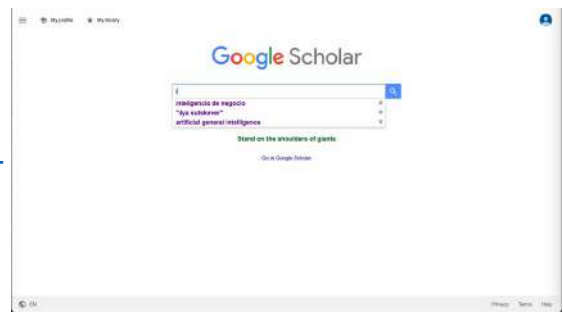 My profile ★ My library
Google Scholar
i
inteligencia de negocio
"ilya sutskever"
artificial general intelligence
Stand on the shoulders of giants
Go to Google Scholar
EN
Privacy Terms Help